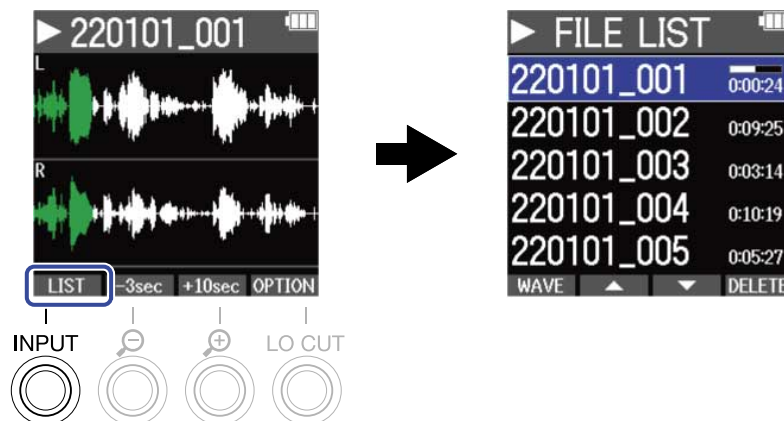 220101_001
L
R
LIST -3sec +10sec OPTION
INPUT LO CUT
FILE LIST
220101_001 0:00:24
220101_002 0:09:25
220101_003 0:03:14
220101_004 0:10:19
220101_005 0:05:27
WAVE DELETE